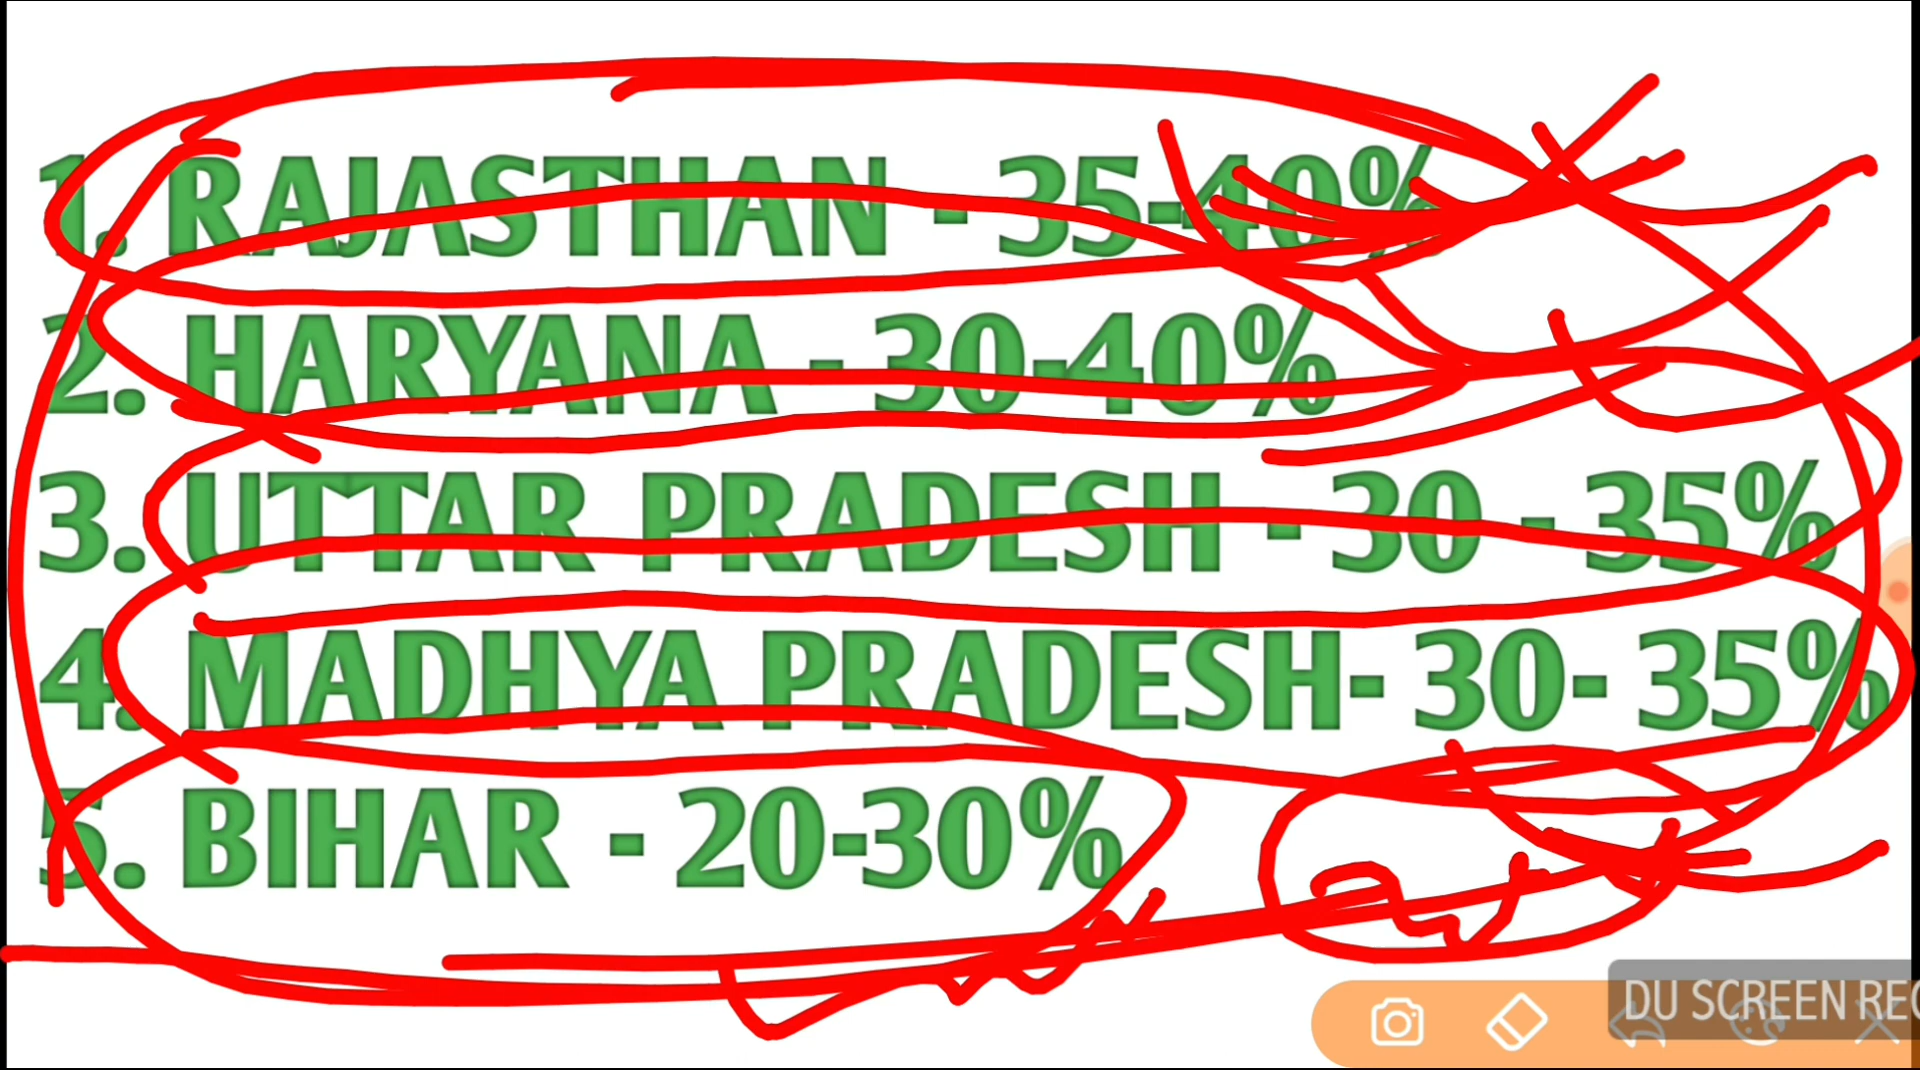 1. RAJASTHAN - 35-40%
2. HARYANA - 30-40%
3. UTTAR PRADESH - 30 - 35%
4. MADHYA PRADESH- 30- 35%
5. BIHAR - 20-30%
DU SCREEN REC